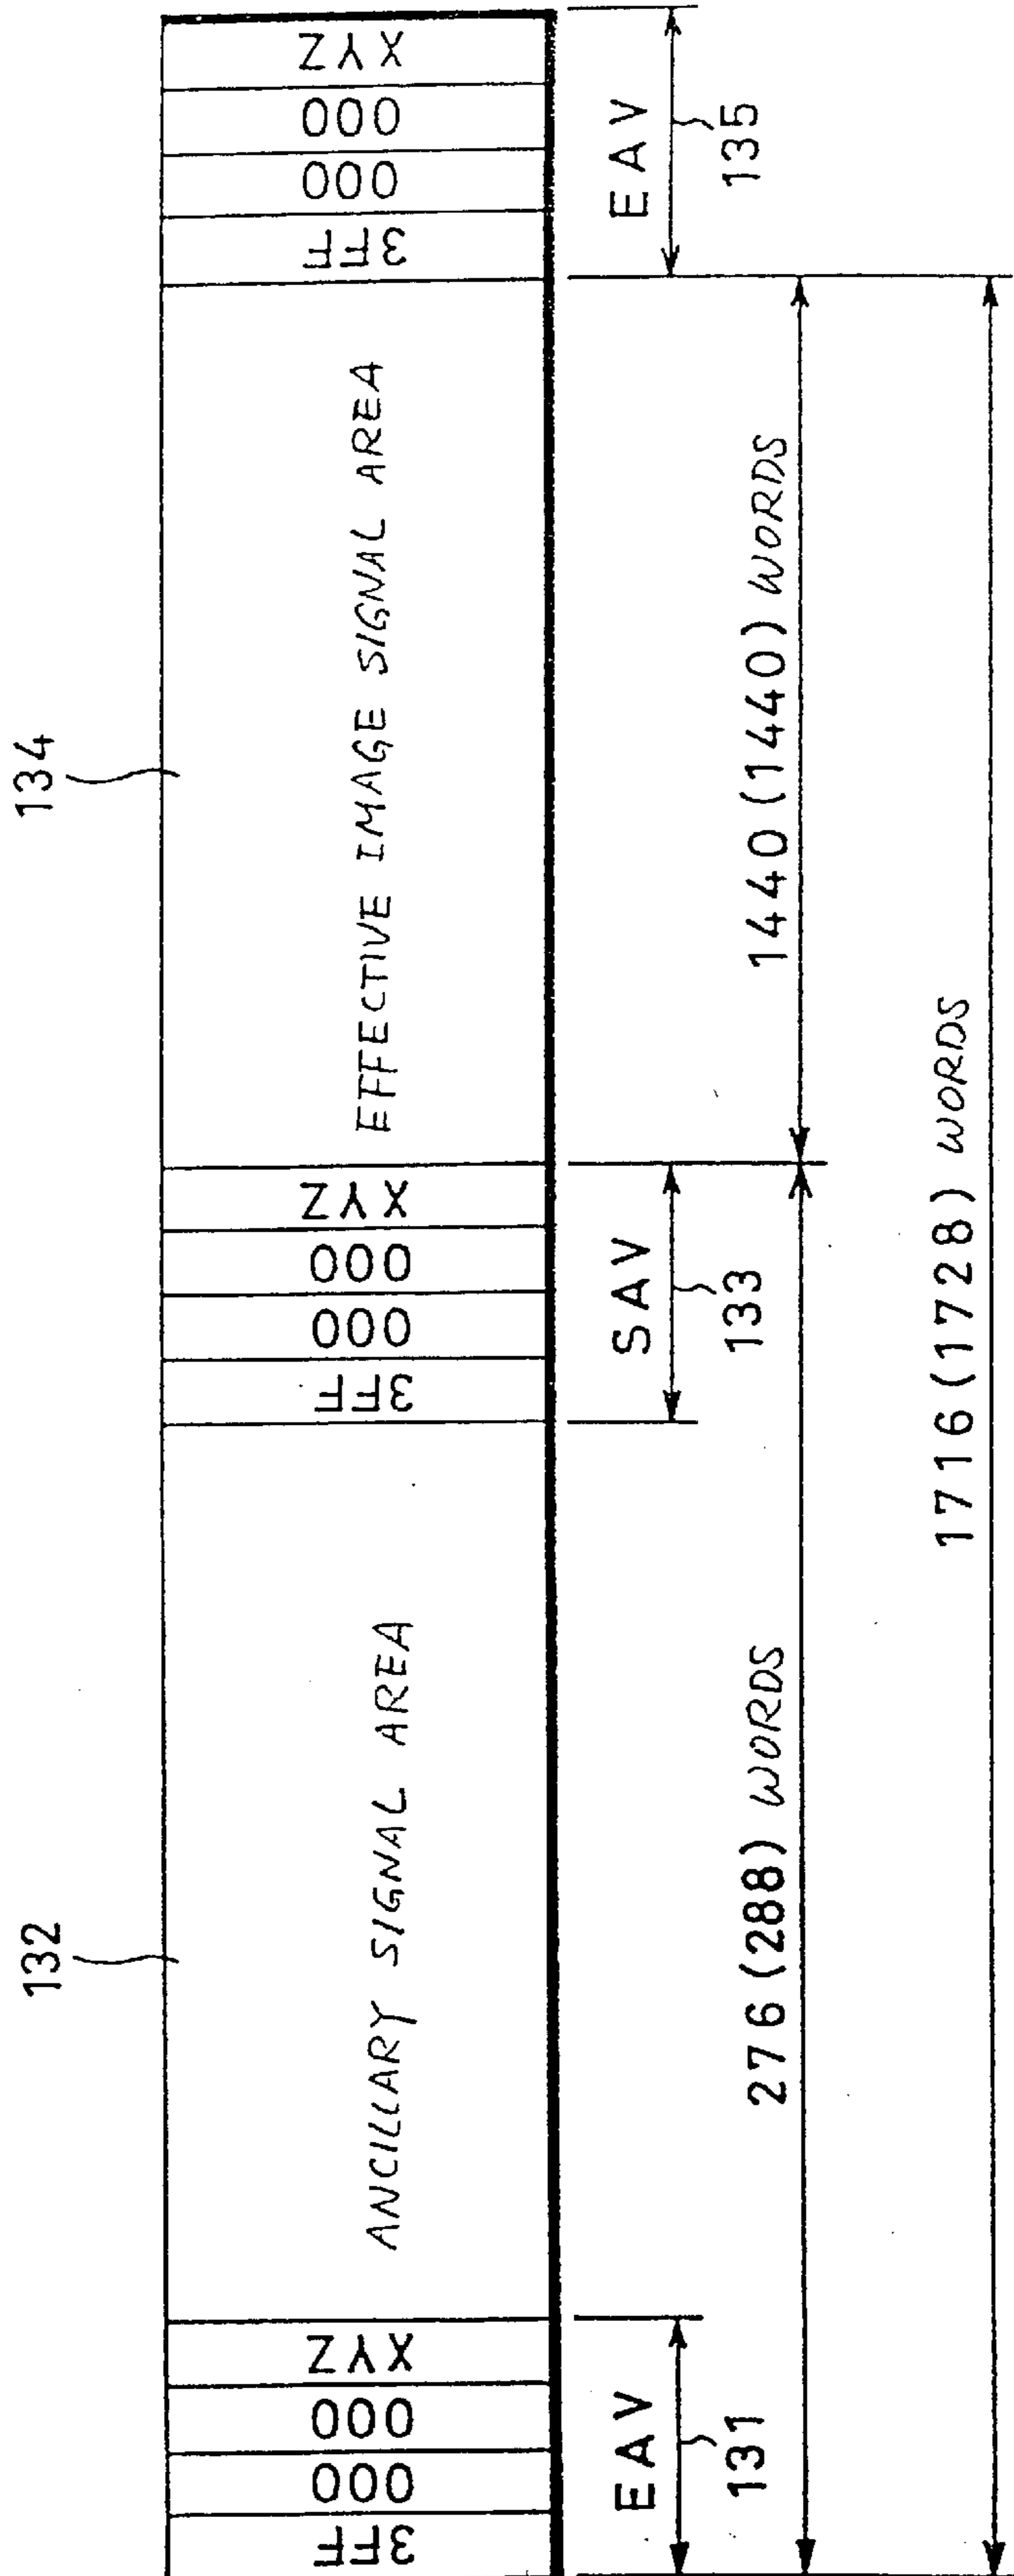 132
134
3FF
000
000
XYZ
ANCILLARY SIGNAL AREA
3FF
000
000
XYZ
EFFECTIVE IMAGE SIGNAL AREA
3FF
000
000
XYZ
EAV
131
SAV
133
EAV
135
276 (288) WORDS
1440 (1440) WORDS
1716 (1728) WORDS